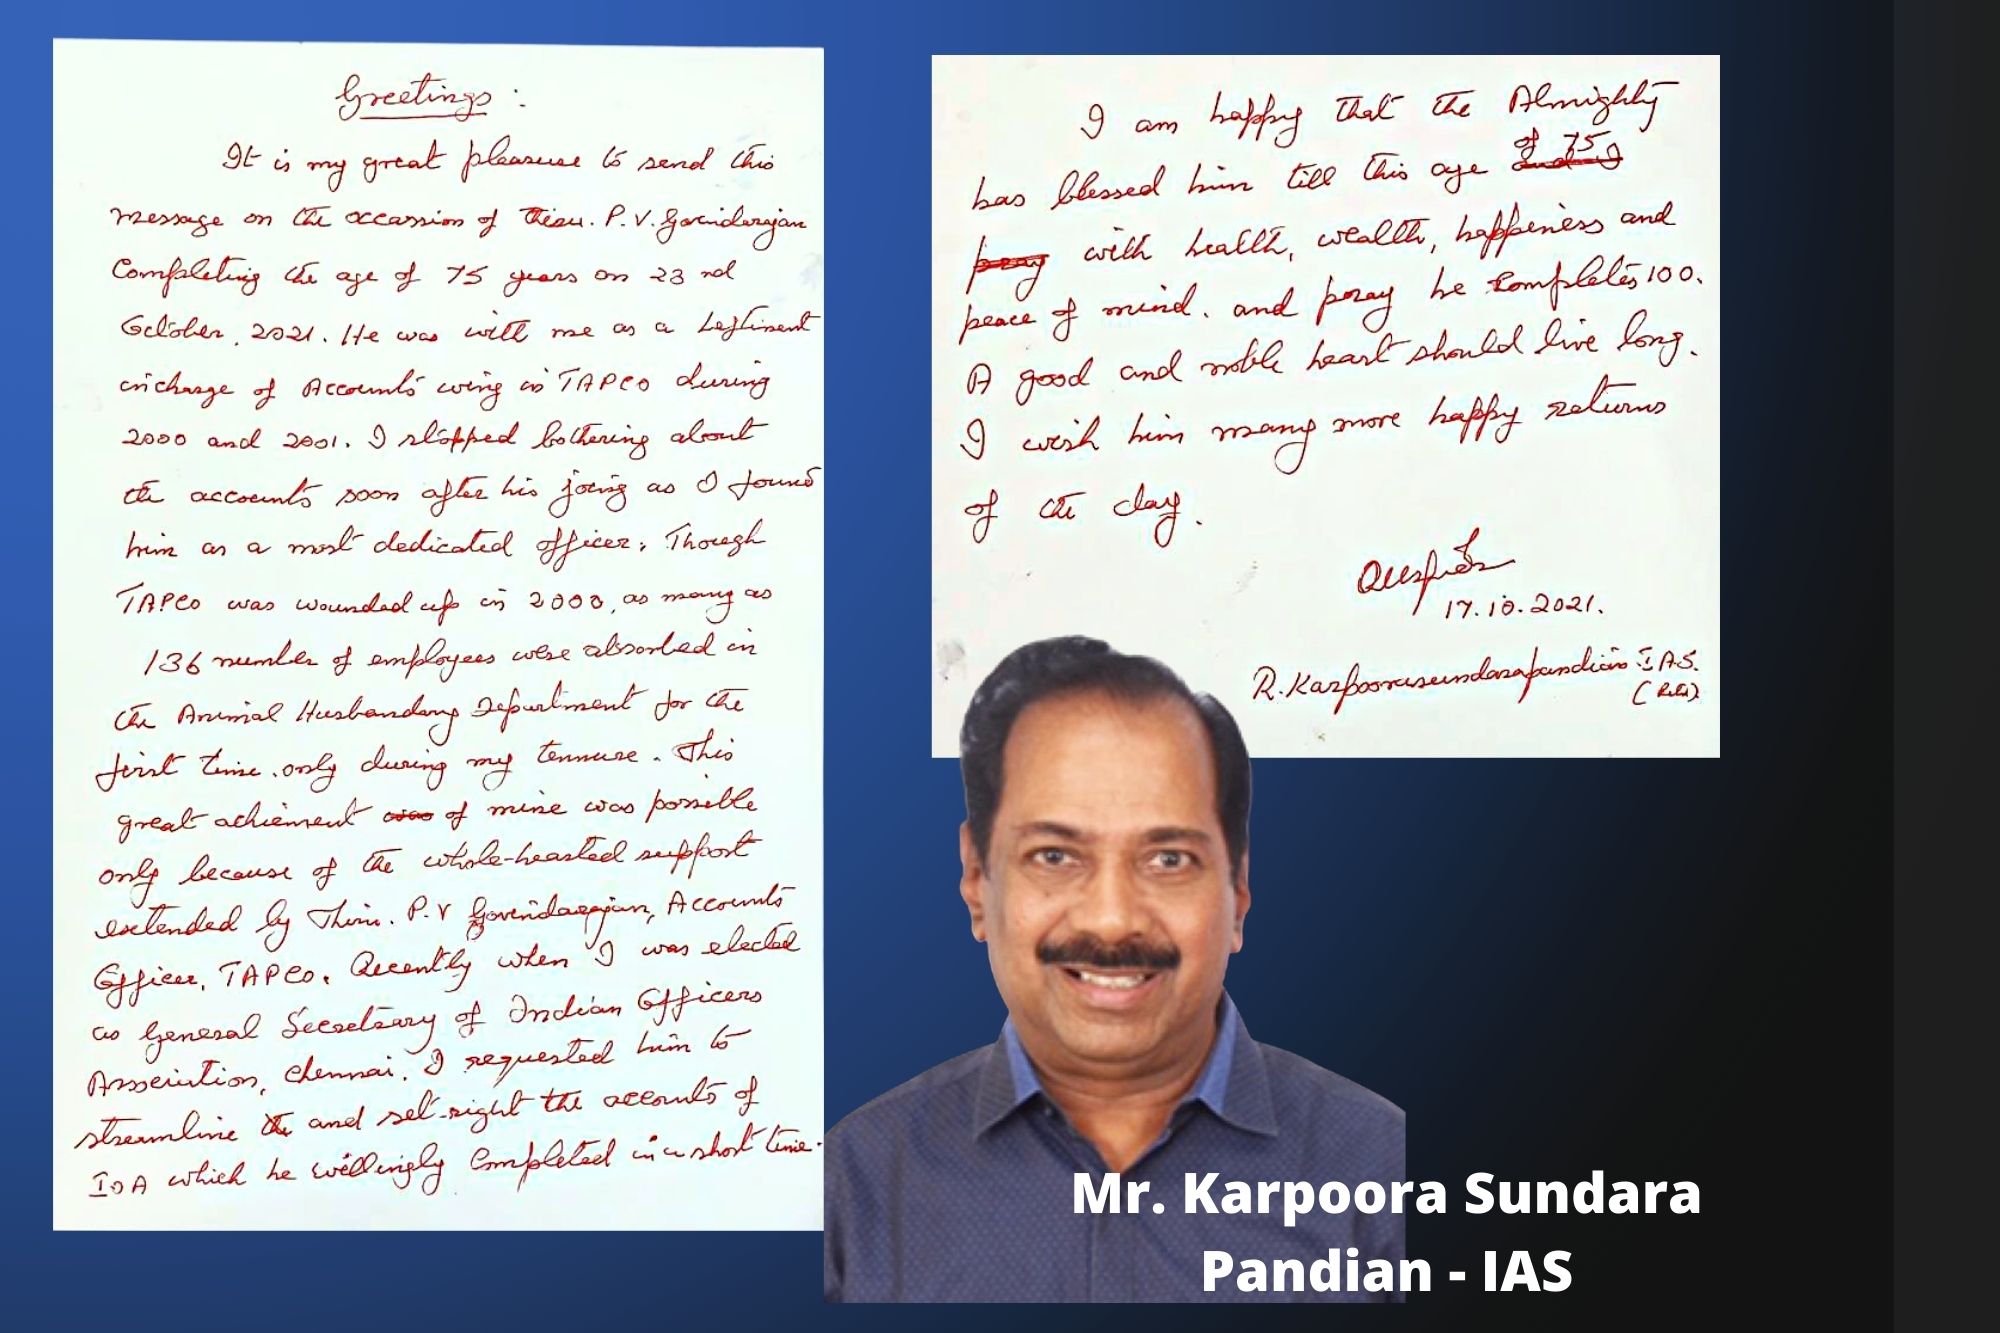 Greetings :
It is my great pleasure to send this
message on the occassion of Thiru. P. V. Govindarajan
Completing the age of 75 years on 23 rd
October, 2021. He was with me as a
incharge of Accounts wing in TAPCO during
2000 and 2001. I stopped bothering about
the accounts soon after his joing as I found
him as a most dedicated officer. Though
TAPCO was wounded up in 2000, as many as
136 number of employees were absorbed in
the Animal Husbandary Department for the
first time only during my tennure. This
great achiement of mine was possible
only because of the whole-hearted support
extended by Thiru. P. V Govindarajan, Accounts
Officer, TAPCO. Recently when I was elected
as General Secretary of Indian Officers
Association, Chennai. I requested him to
streamline and set-right the accounts of
IOA which he willingly Completed in a short time.
I am happy that the Almighty
has blessed him till this age of 75
with health, wealth, happiness and
peace of mind. and pray he completes 100.
A good and noble heart should live long.
I wish him many more happy returns
of the day.
17.10.2021.
R. Karpoorasundarapandian I.A.S.
(Retd)
Mr. Karpoora Sundara
Pandian - IAS